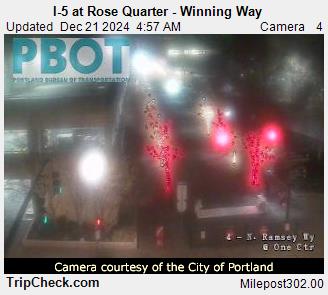 I-5 at Rose Quarter - Winning Way
Updated Dec 21 2024 4:57 AM Camera 4
PBOT
PORTLAND BUREAU OF TRANSPORTATION
4 - N. Ramsey Wy
@ One Ctr
Camera courtesy of the City of Portland
TripCheck.com Milepost302.00